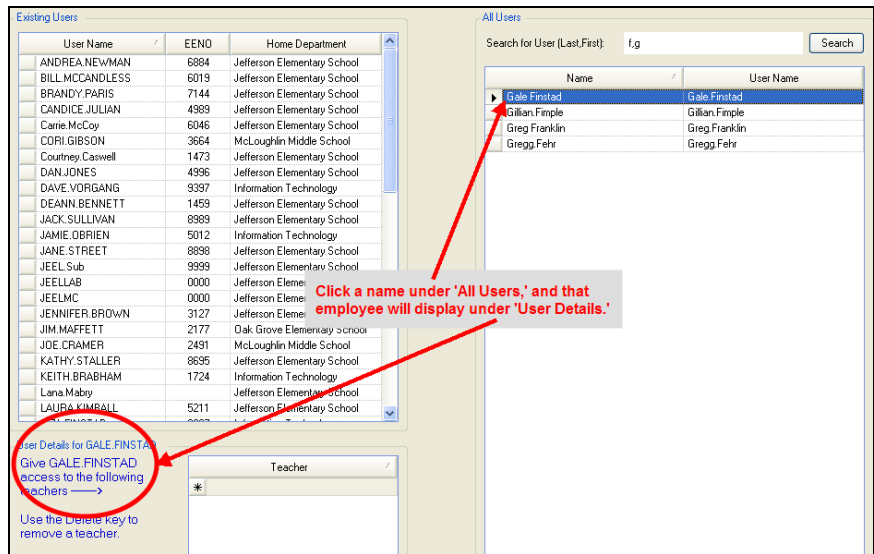 Existing Users
User Name EENO Home Department
ANDREA.NEWMAN 6884 Jefferson Elementary School
BILL.MCCANDLESS 6019 Jefferson Elementary School
BRANDY.PARIS 7144 Jefferson Elementary School
CANDICE.JULIAN 4989 Jefferson Elementary School
Carrie.McCoy 6046 Jefferson Elementary School
CORI.GIBSON 3664 McLoughlin Middle School
Courtney.Caswell 1473 Jefferson Elementary School
DAN.JONES 4996 Jefferson Elementary School
DAVE.VORGANG 9397 Information Technology
DEANN.BENNETT 1459 Jefferson Elementary School
JACK.SULLIVAN 8989 Jefferson Elementary School
JAMIE.OBRIEN 5012 Information Technology
JANE.STREET 8898 Jefferson Elementary School
JEEL.Sub 9999 Jefferson Elementary School
JEELLAB 0000 Jefferson
JEELMC 0000 Jefferson
JENNIFER.BROWN 3127 Jefferson
JIM.MAFFETT 2177 Oak Grove Elementary School
JOE.CRAMER 2491 McLoughlin Middle School
KATHY.STALLER 8695 Jefferson Elementary School
KEITH.BRABHAM 1724 Information Technology
Lana.Mabry Jefferson Elementary School
LAURA.KIMBALL 5211 Jefferson Elementary School
All Users
Search for User (Last,First): f,g Search
Name User Name
Gale Finstad Gale.Finstad
Gillian.Fimple Gillian.Fimple
Greg Franklin Greg.Franklin
Gregg.Fehr Gregg.Fehr
Click a name under 'All Users,' and that
employee will display under 'User Details.'
User Details for GALE.FINSTAD
Give GALE.FINSTAD
access to the following
teachers ——>
Use the Delete key to
remove a teacher.
Teacher
*